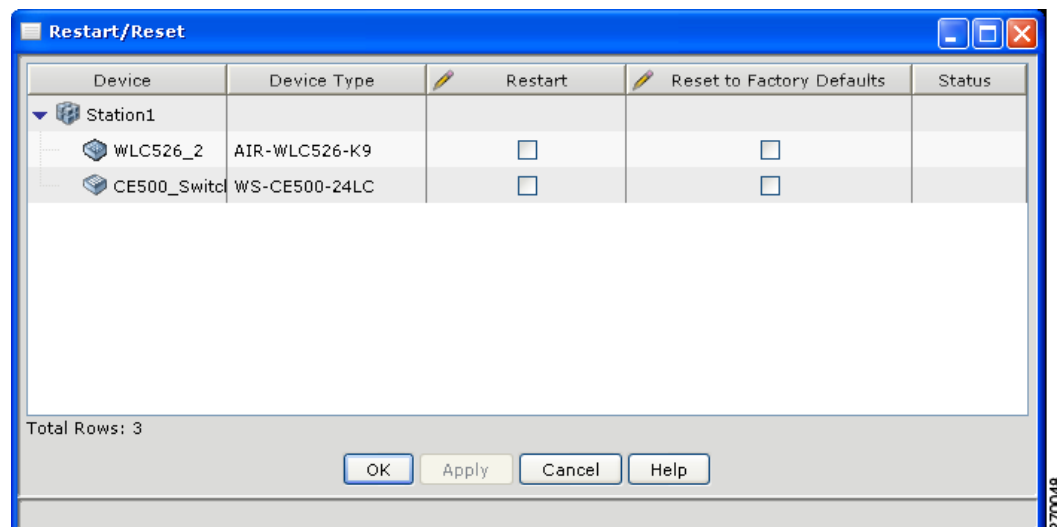 Restart/Reset
Device Device Type Restart Reset to Factory Defaults Status
Station1
WLC526_2 AIR-WLC526-K9
CE500_Switc WS-CE500-24LC
Total Rows: 3
OK Apply Cancel Help